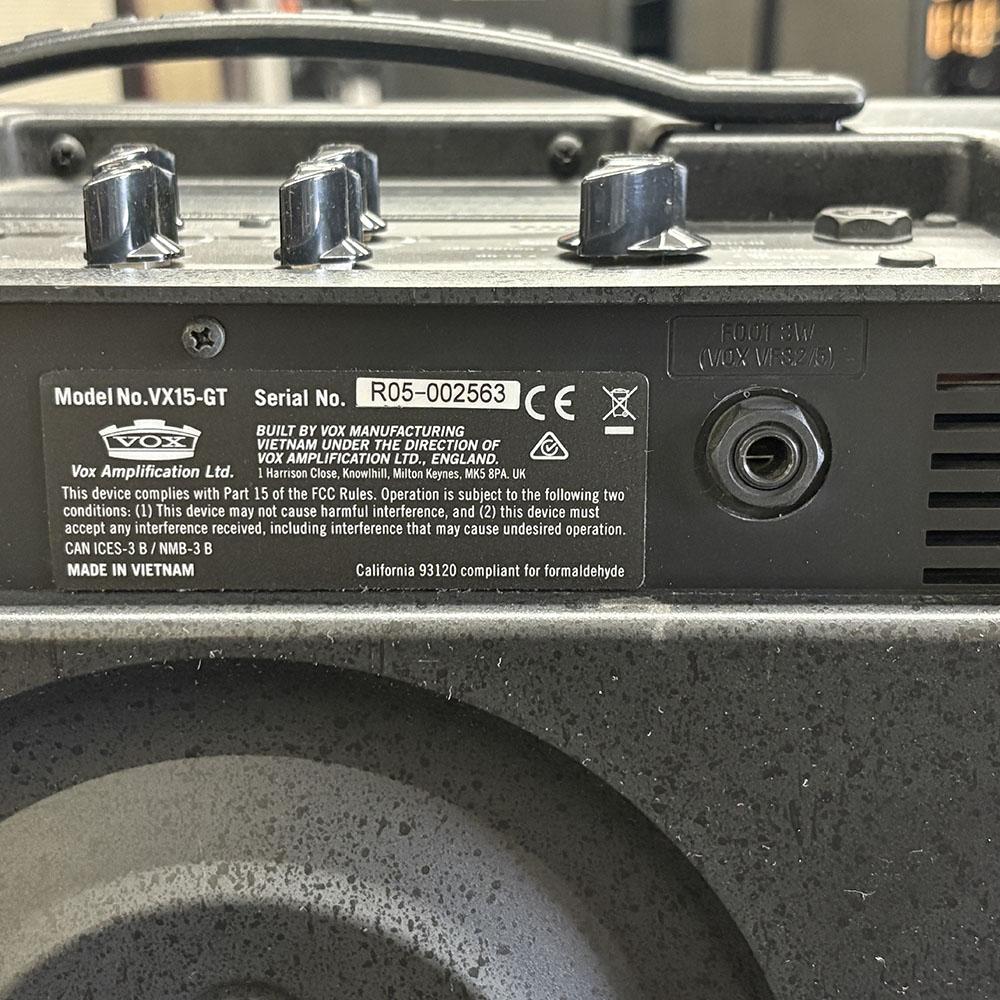 FOOT SW
(VOX VFS2/5)
Model No. VX15-GT
Serial No. R05-002563
CE
VOX
Vox Amplification Ltd.
BUILT BY VOX MANUFACTURING
VIETNAM UNDER THE DIRECTION OF
VOX AMPLIFICATION LTD., ENGLAND.
1 Harrison Close, Knowlhill, Milton Keynes, MK5 8PA. UK
This device complies with Part 15 of the FCC Rules. Operation is subject to the following two
conditions: (1) This device may not cause harmful interference, and (2) this device must
accept any interference received, including interference that may cause undesired operation.
CAN ICES-3 B / NMB-3 B
MADE IN VIETNAM
California 93120 compliant for formaldehyde